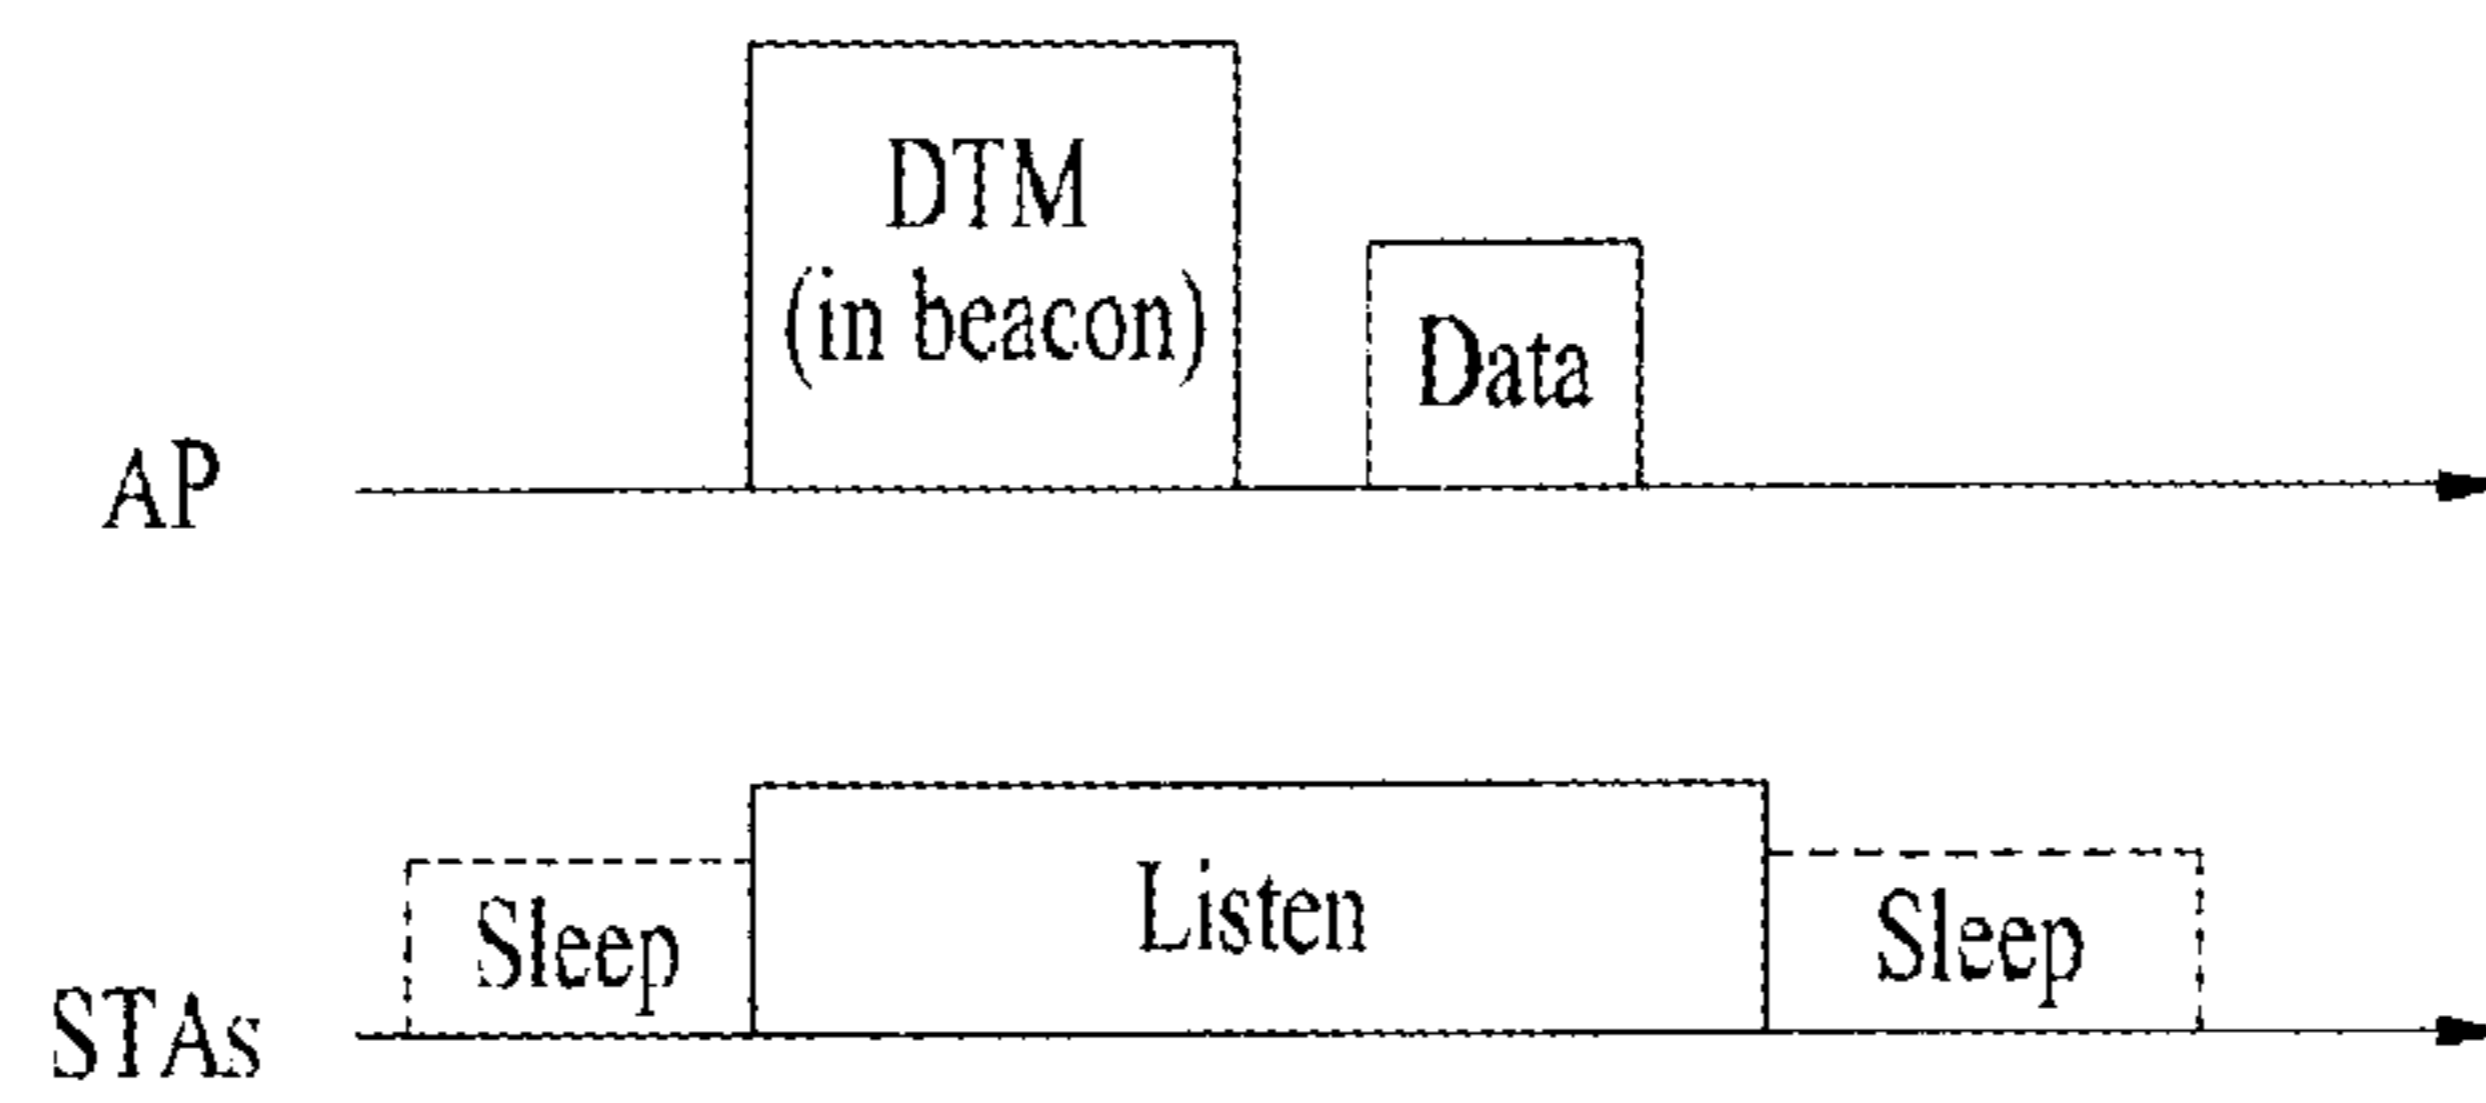 DTM
(in beacon)
Data
AP
Listen
Sleep
Sleep
STAs